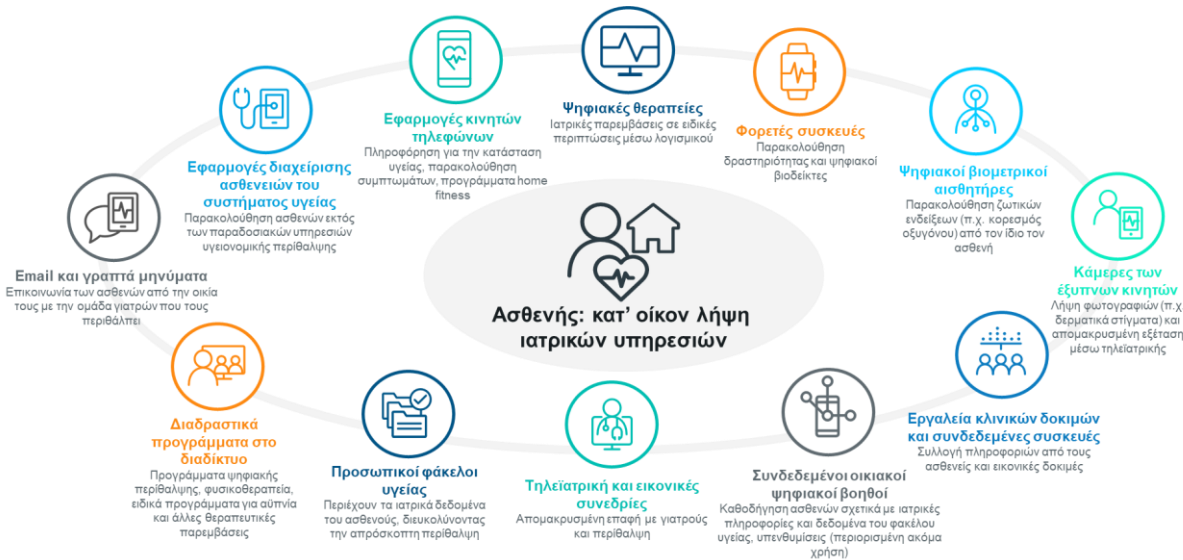 Ψηφιακές θεραπείες
Ιατρικές παρεμβάσεις σε ειδικές
περιπτώσεις μέσω λογισμικού
Φορετές συσκευές
Παρακολούθηση
δραστηριότητας και ψηφιακοί
βιοδείκτες
Ψηφιακοί βιομετρικοί
αισθητήρες
Παρακολούθηση ζωτικών
ενδείξεων (π.χ. κορεσμός
οξυγόνου) από τον ίδιο τον
ασθενή
Κάμερες των
έξυπνων κινητών
Λήψη φωτογραφιών (π.χ.
δερματικά στίγματα) και
απομακρυσμένη εξέταση
μέσω τηλεϊατρικής
Εργαλεία κλινικών δοκιμών
και συνδεδεμένες συσκευές
Συλλογή πληροφοριών από τους
ασθενείς και εικονικές δοκιμές
Συνδεδεμένοι οικιακοί
ψηφιακοί βοηθοί
Καθοδήγηση ασθενών σχετικά με ιατρικές
πληροφορίες και δεδομένα του φακέλου
υγείας, υπενθυμίσεις (περιορισμένη ακόμα
χρήση)
Τηλεϊατρική και εικονικές
συνεδρίες
Απομακρυσμένη επαφή με γιατρούς
και περίθαλψη
Προσωπικοί φάκελοι
υγείας
Περιέχουν τα ιατρικά δεδομένα
του ασθενούς, διευκολύνοντας
την απρόσκοπτη περίθαλψη
Διαδραστικά
προγράμματα στο
διαδίκτυο
Προγράμματα ψηφιακής
περίθαλψης, φυσικοθεραπεία,
ειδικά προγράμματα για αϋπνία
και άλλες θεραπευτικές
παρεμβάσεις
Email και γραπτά μηνύματα
Επικοινωνία των ασθενών από την οικία
τους με την ομάδα γιατρών που τους
περιθάλπει
Εφαρμογές διαχείρισης
ασθενειών του
συστήματος υγείας
Παρακολούθηση ασθενών εκτός
των παραδοσιακών υπηρεσιών
υγειονομικής περίθαλψης
Εφαρμογές κινητών
τηλεφώνων
Πληροφόρηση για την κατάσταση
υγείας, παρακολούθηση
συμπτωμάτων, προγράμματα home
fitness
Ασθενής: κατ’ οίκον λήψη
ιατρικών υπηρεσιών